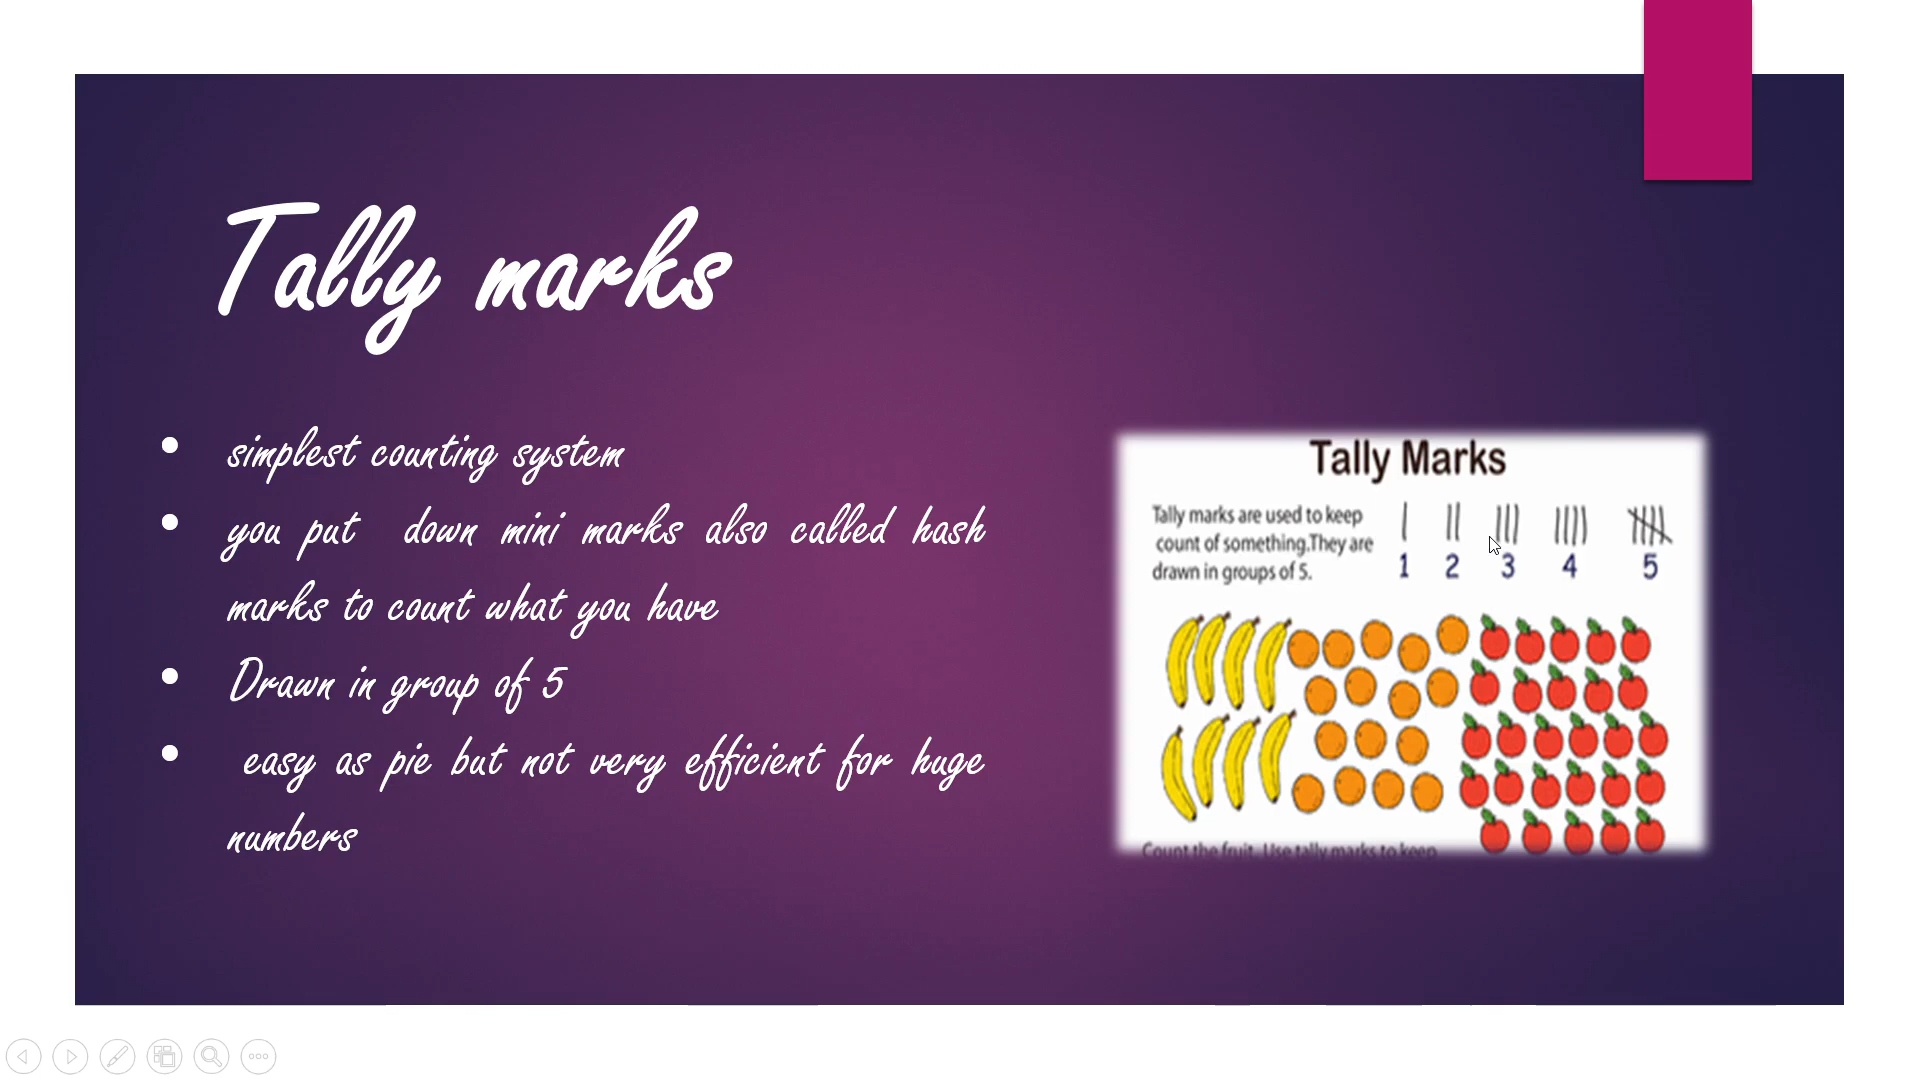 Tally marks
simplest counting system
you put down mini marks also called hash
marks to count what you have
Drawn in group of 5
easy as pie but not very efficient for huge
numbers
Tally Marks
Tally marks are used to keep
count of something.They are
drawn in groups of 5.
1 2 3 4 5
Count the fruit. Use tally marks to keep